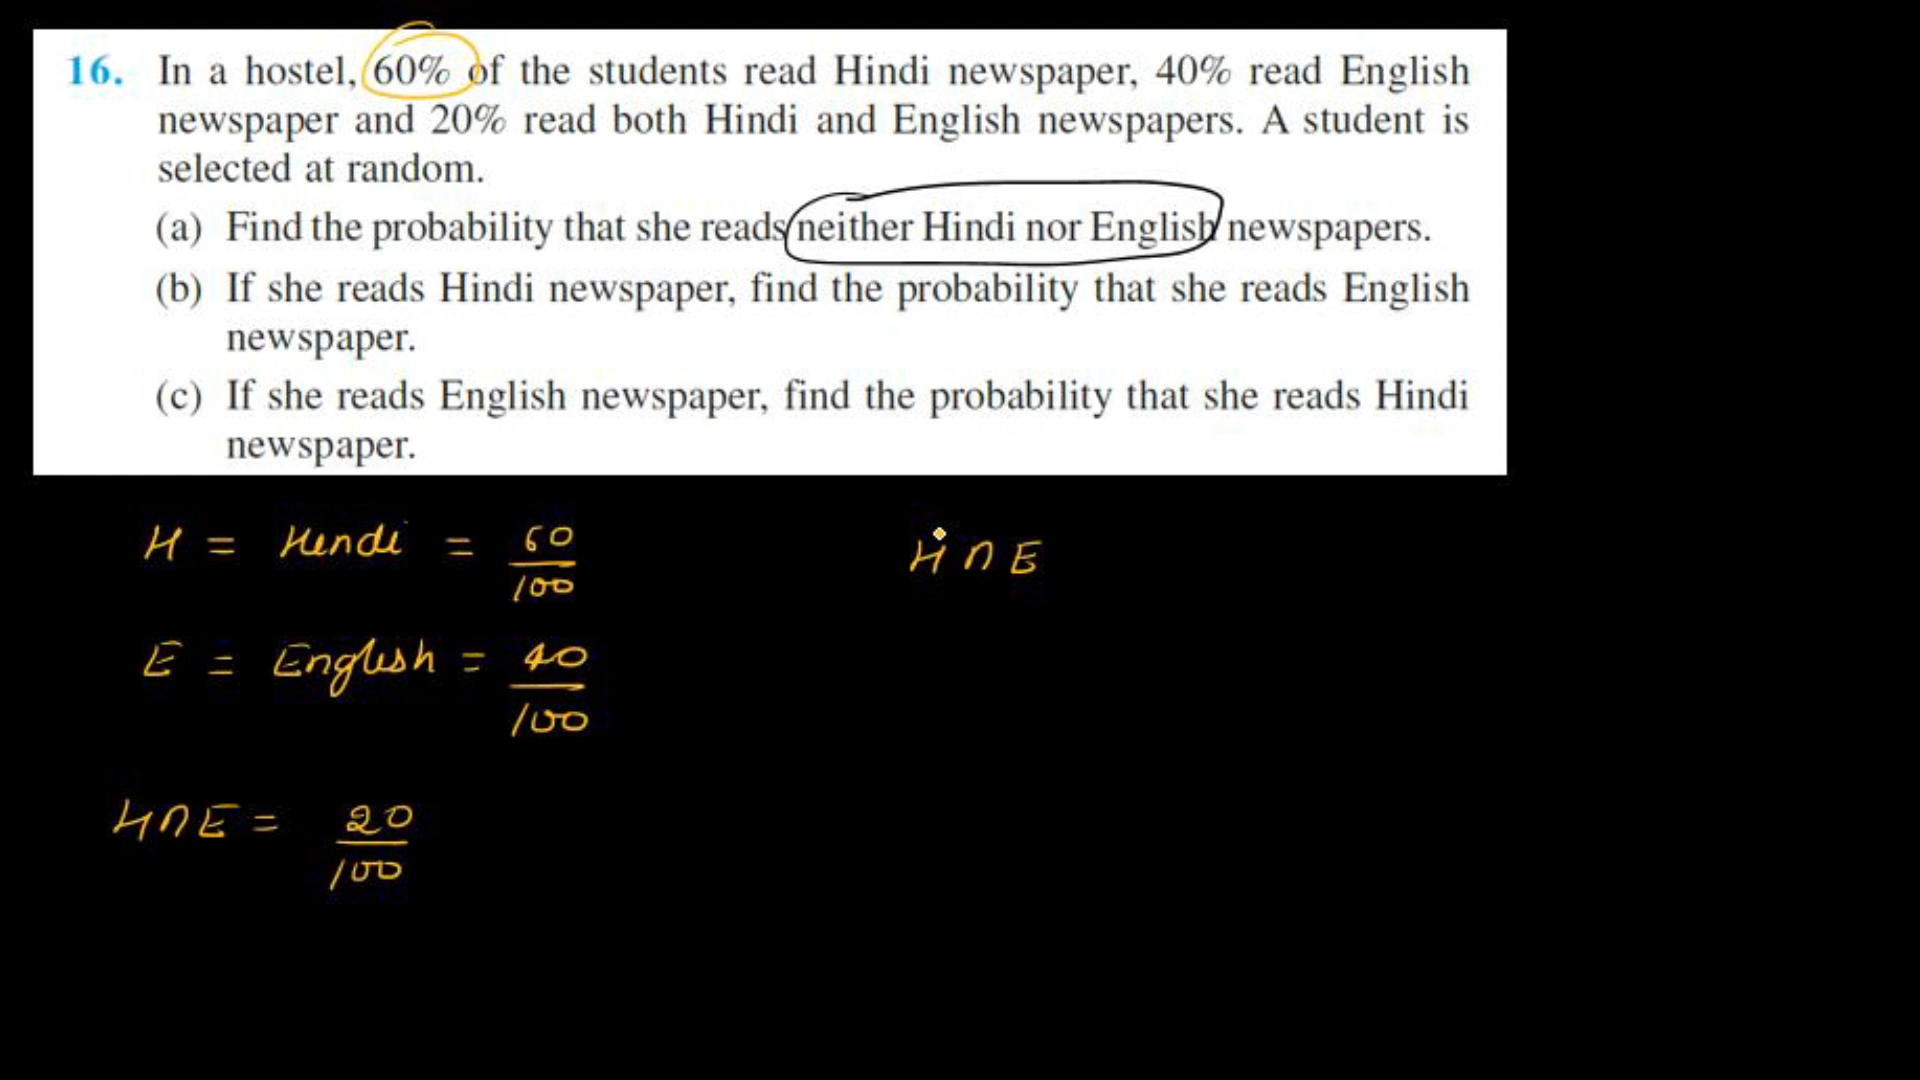 16. In a hostel, 60% of the students read Hindi newspaper, 40% read English
newspaper and 20% read both Hindi and English newspapers. A student is
selected at random.
(a) Find the probability that she reads neither Hindi nor English newspapers.
(b) If she reads Hindi newspaper, find the probability that she reads English
newspaper.
(c) If she reads English newspaper, find the probability that she reads Hindi
newspaper.
H = Hindi = 60/100
H ∩ E
E = English = 40/100
H ∩ E = 20/100